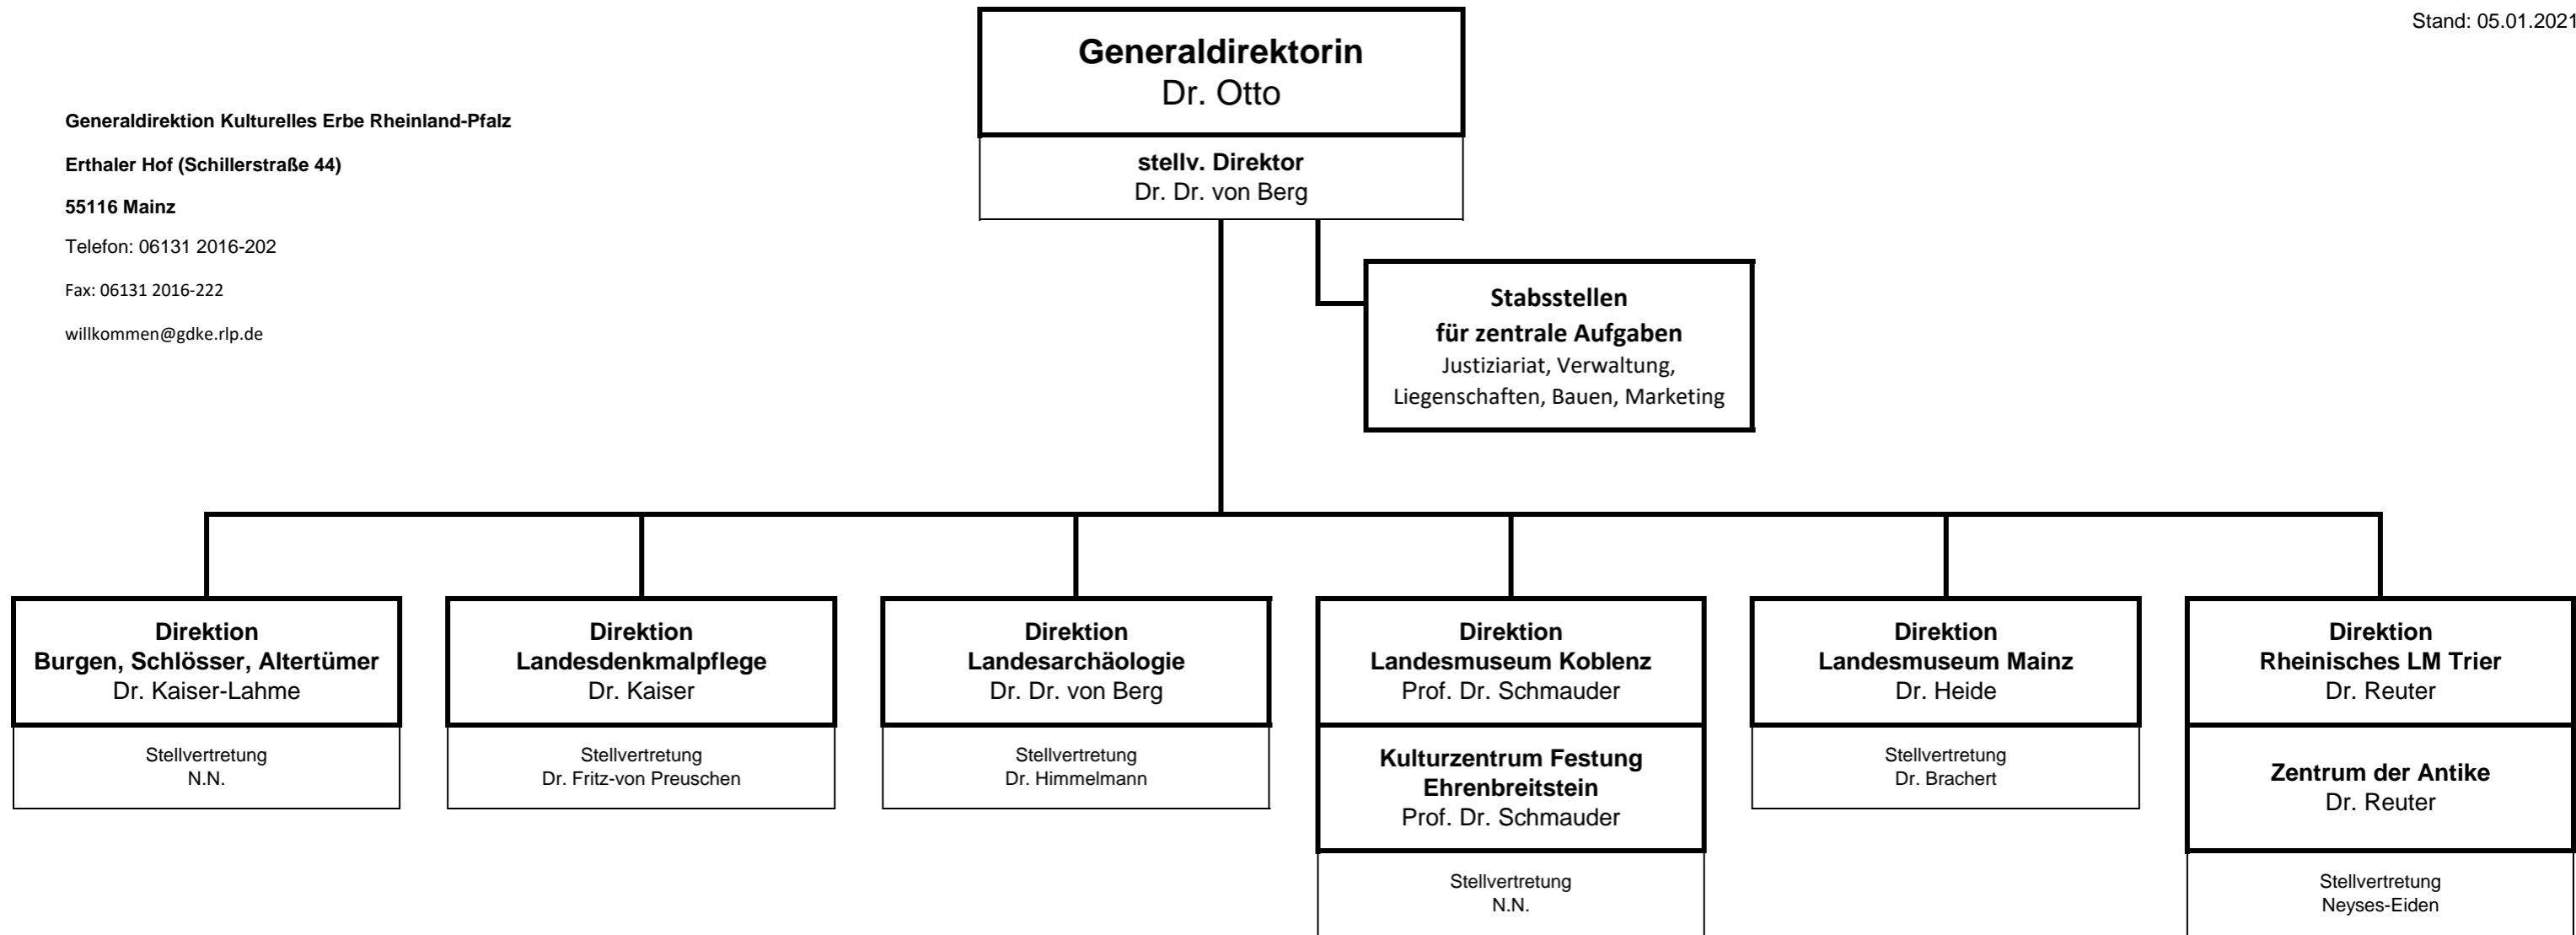 Stand: 05.01.2021
Generaldirektorin
Dr. Otto
stellv. Direktor
Dr. Dr. von Berg
Generaldirektion Kulturelles Erbe Rheinland-Pfalz
Erthaler Hof (Schillerstraße 44)
55116 Mainz
Telefon: 06131 2016-202
Fax: 06131 2016-222
willkommen@gdke.rlp.de
Stabsstellen
für zentrale Aufgaben
Justiziariat, Verwaltung,
Liegenschaften, Bauen, Marketing
Direktion
Burgen, Schlösser, Altertümer
Dr. Kaiser-Lahme
Stellvertretung
N.N.
Direktion
Landesdenkmalpflege
Dr. Kaiser
Stellvertretung
Dr. Fritz-von Preuschen
Direktion
Landesarchäologie
Dr. Dr. von Berg
Stellvertretung
Dr. Himmelmann
Direktion
Landesmuseum Koblenz
Prof. Dr. Schmauder
Kulturzentrum Festung
Ehrenbreitstein
Prof. Dr. Schmauder
Stellvertretung
N.N.
Direktion
Landesmuseum Mainz
Dr. Heide
Stellvertretung
Dr. Brachert
Direktion
Rheinisches LM Trier
Dr. Reuter
Zentrum der Antike
Dr. Reuter
Stellvertretung
Neyses-Eiden